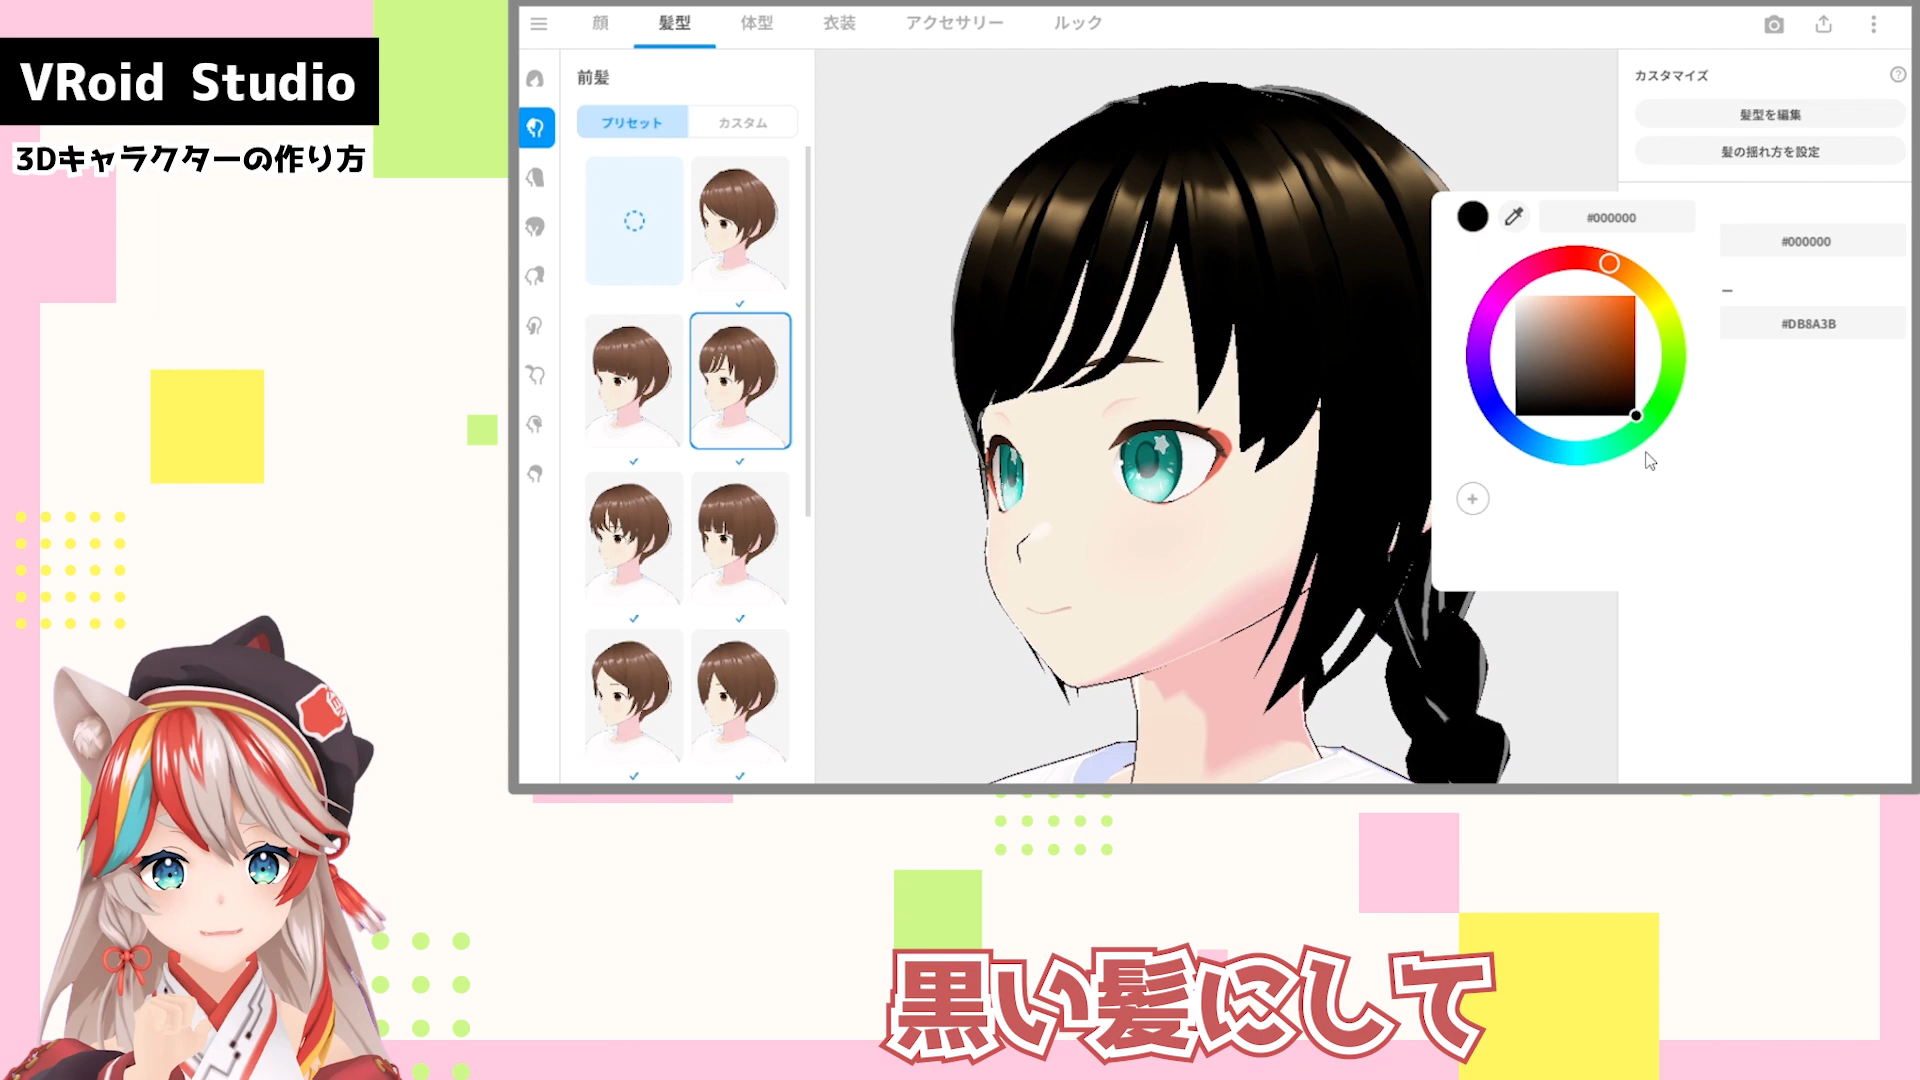 VRoid Studio
3Dキャラクターの作り方
顔 髪型 体型 衣装 アクセサリー ルック
前髪
プリセット カスタム
カスタマイズ
髪型を編集
髪の揺れ方を設定
#000000
#000000
#DB8A3B
黒い髪にして